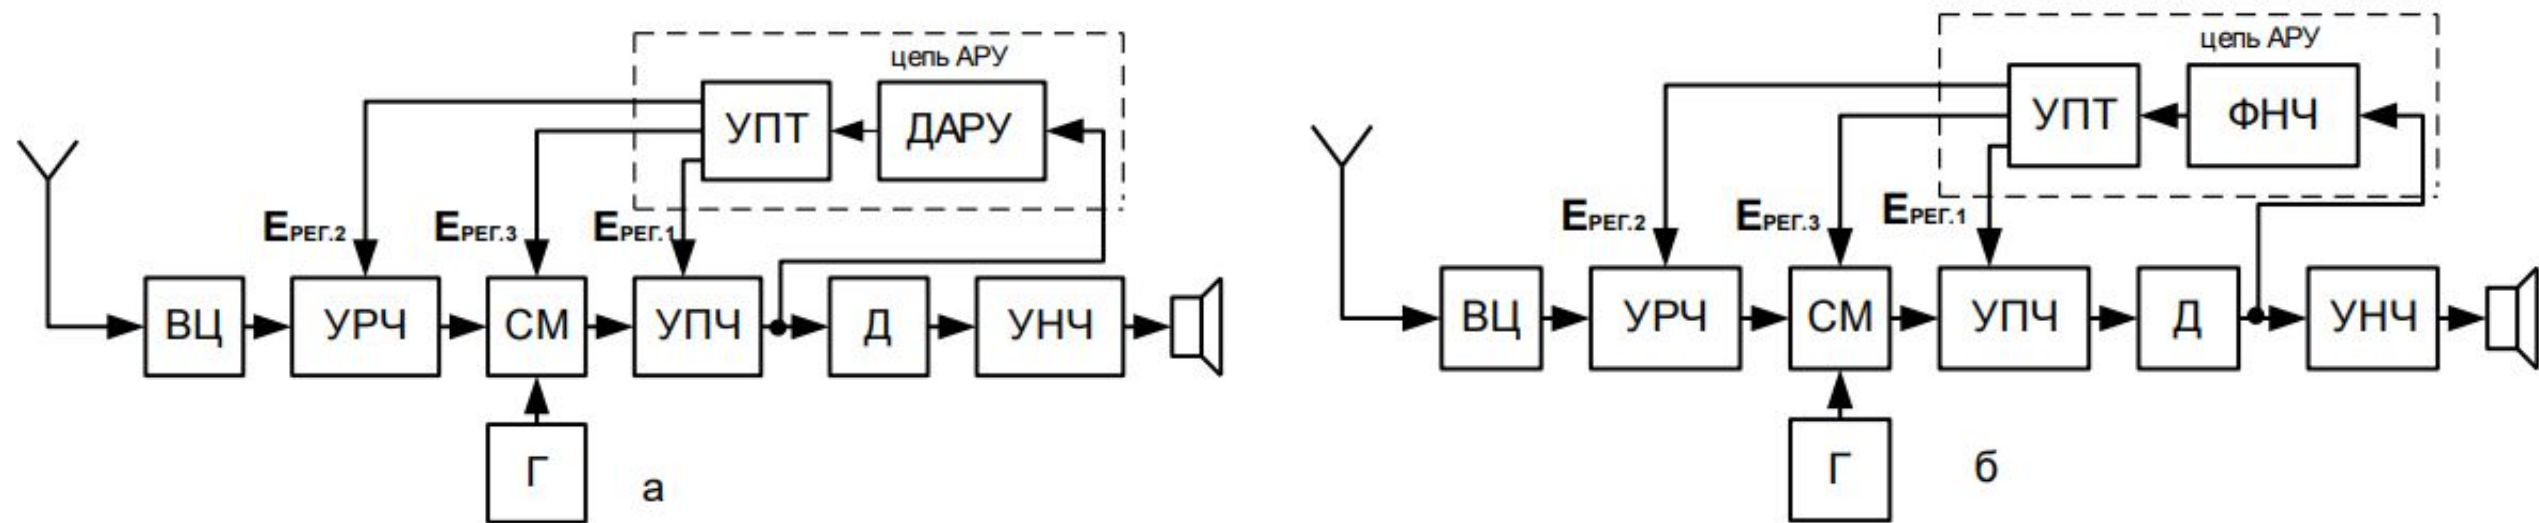 цепь АРУ
УПТ
ДАРУ
EРЕГ.2
EРЕГ.3
EРЕГ.1
ВЦ
УРЧ
СМ
УПЧ
Д
УНЧ
Г
а
цепь АРУ
УПТ
ФНЧ
EРЕГ.2
EРЕГ.3
EРЕГ.1
ВЦ
УРЧ
СМ
УПЧ
Д
УНЧ
Г
б